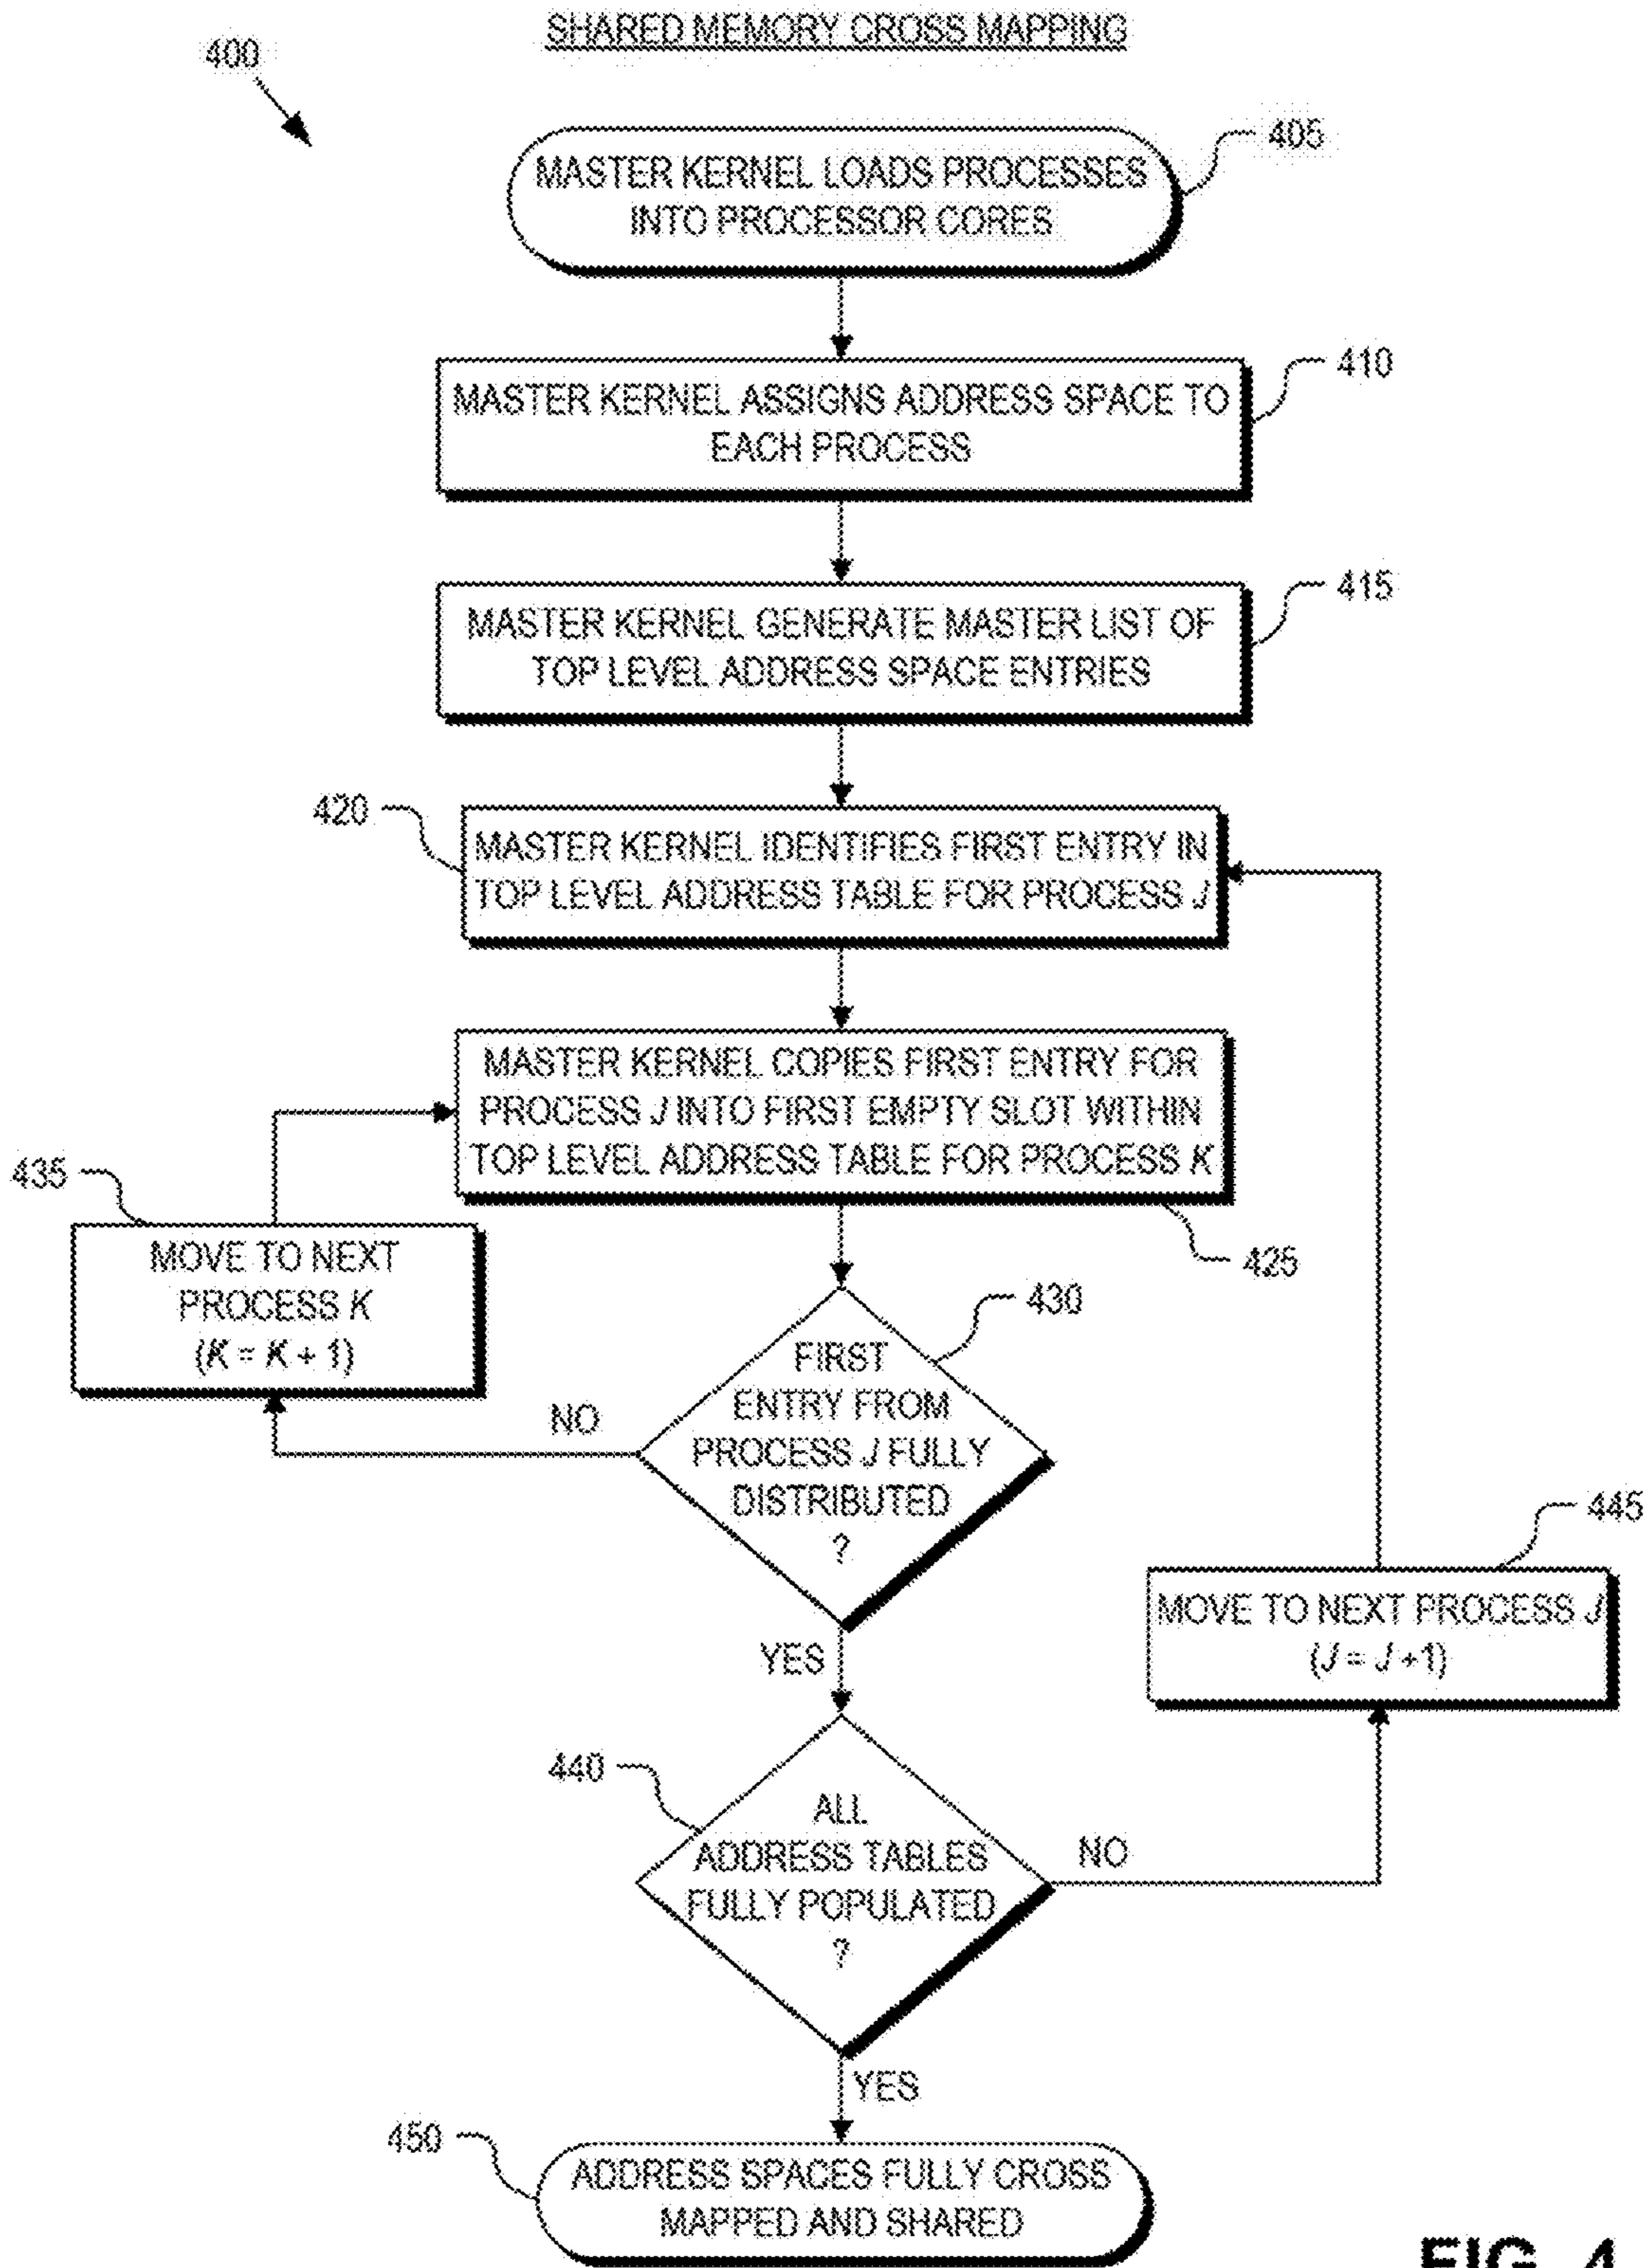 SHARED MEMORY CROSS MAPPING
400
405
MASTER KERNEL LOADS PROCESSES
INTO PROCESSOR CORES
410
MASTER KERNEL ASSIGNS ADDRESS SPACE TO
EACH PROCESS
415
MASTER KERNEL GENERATE MASTER LIST OF
TOP LEVEL ADDRESS SPACE ENTRIES
420
MASTER KERNEL IDENTIFIES FIRST ENTRY IN
TOP LEVEL ADDRESS TABLE FOR PROCESS J
MASTER KERNEL COPIES FIRST ENTRY FOR
PROCESS J INTO FIRST EMPTY SLOT WITHIN
TOP LEVEL ADDRESS TABLE FOR PROCESS K
425
435
MOVE TO NEXT
PROCESS K
(K = K + 1)
430
FIRST
ENTRY FROM
PROCESS J FULLY
DISTRIBUTED
?
NO
YES
445
MOVE TO NEXT PROCESS J
(J = J +1)
440
ALL
ADDRESS TABLES
FULLY POPULATED
?
NO
YES
450
ADDRESS SPACES FULLY CROSS
MAPPED AND SHARED
FIG. 4